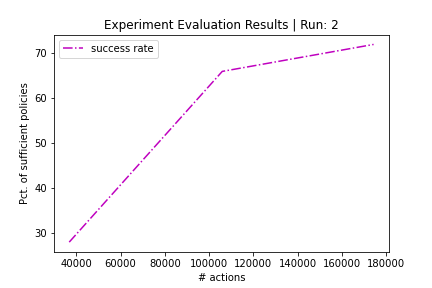 Experiment Evaluation Results | Run: 2
success rate
Pct. of sufficient policies
70
60
50
40
30
40000 60000 80000 100000 120000 140000 160000 180000
# actions